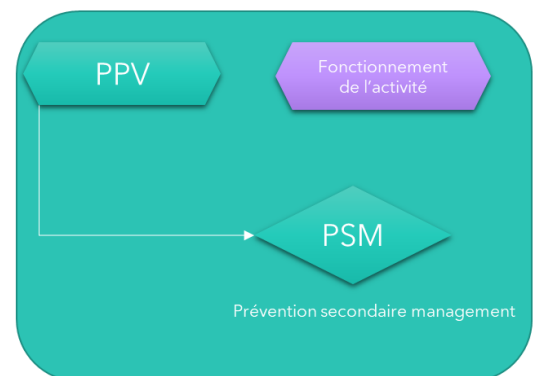 PPV
Fonctionnement
de l’activité
PSM
Prévention secondaire management